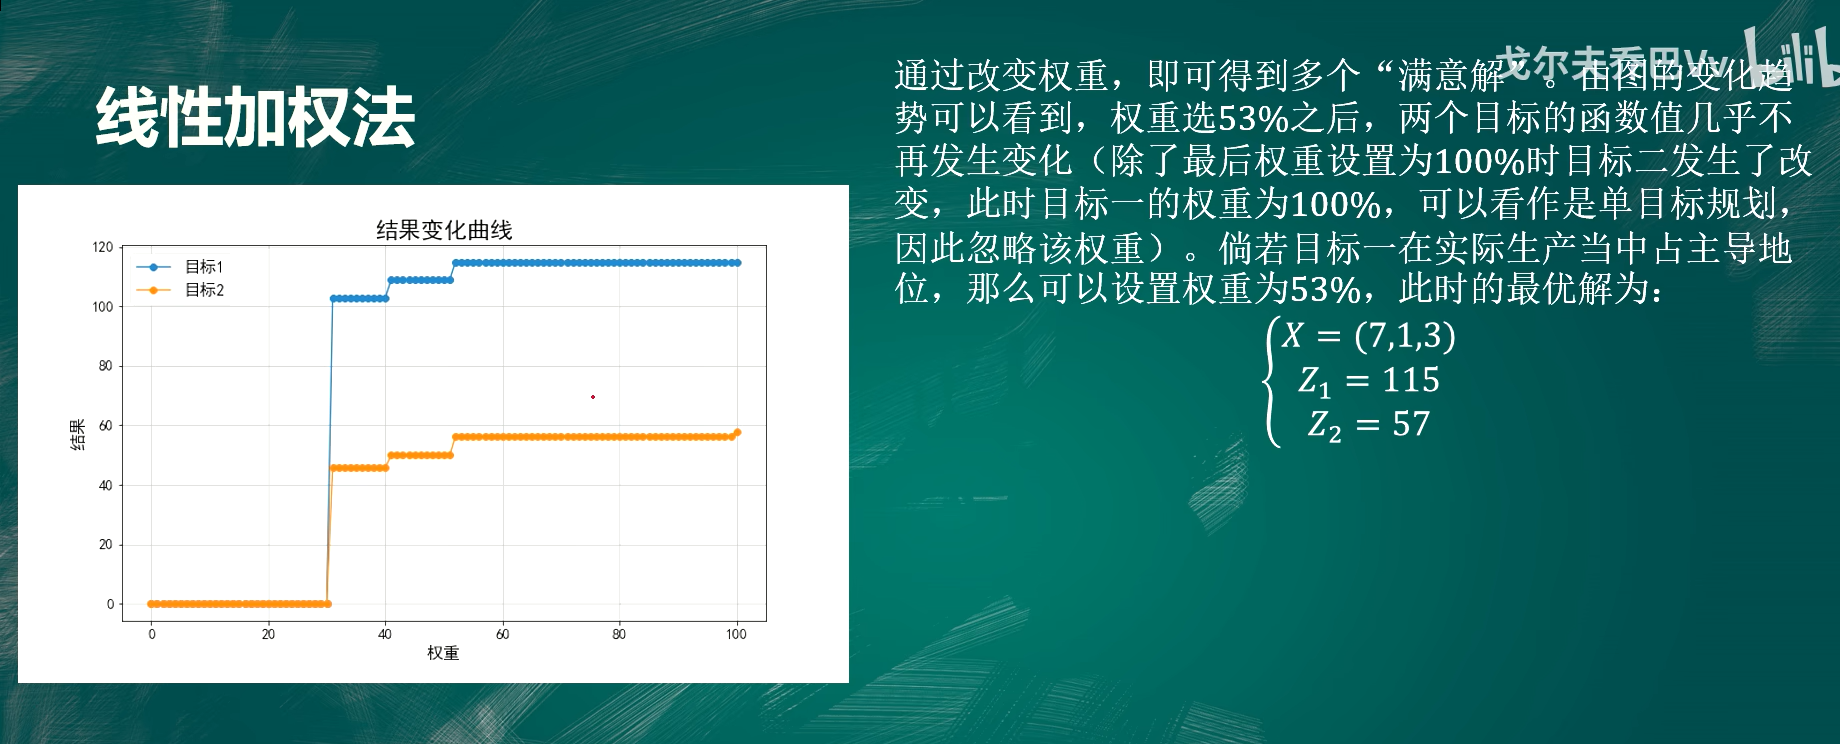 线性加权法
结果变化曲线
目标1
目标2
120
100
80
60
40
20
0
结果
0 20 40 60 80 100
权重
戈尔夫乔巴Vv
bilib
通过改变权重，即可得到多个“满意解”。由图的变化趋
势可以看到，权重选53%之后，两个目标的函数值几乎不
再发生变化（除了最后权重设置为100%时目标二发生了改
变，此时目标一的权重为100%，可以看作是单目标规划，
因此忽略该权重）。倘若目标一在实际生产当中占主导地
位，那么可以设置权重为53%，此时的最优解为：
X = (7,1,3)
Z₁ = 115
Z₂ = 57